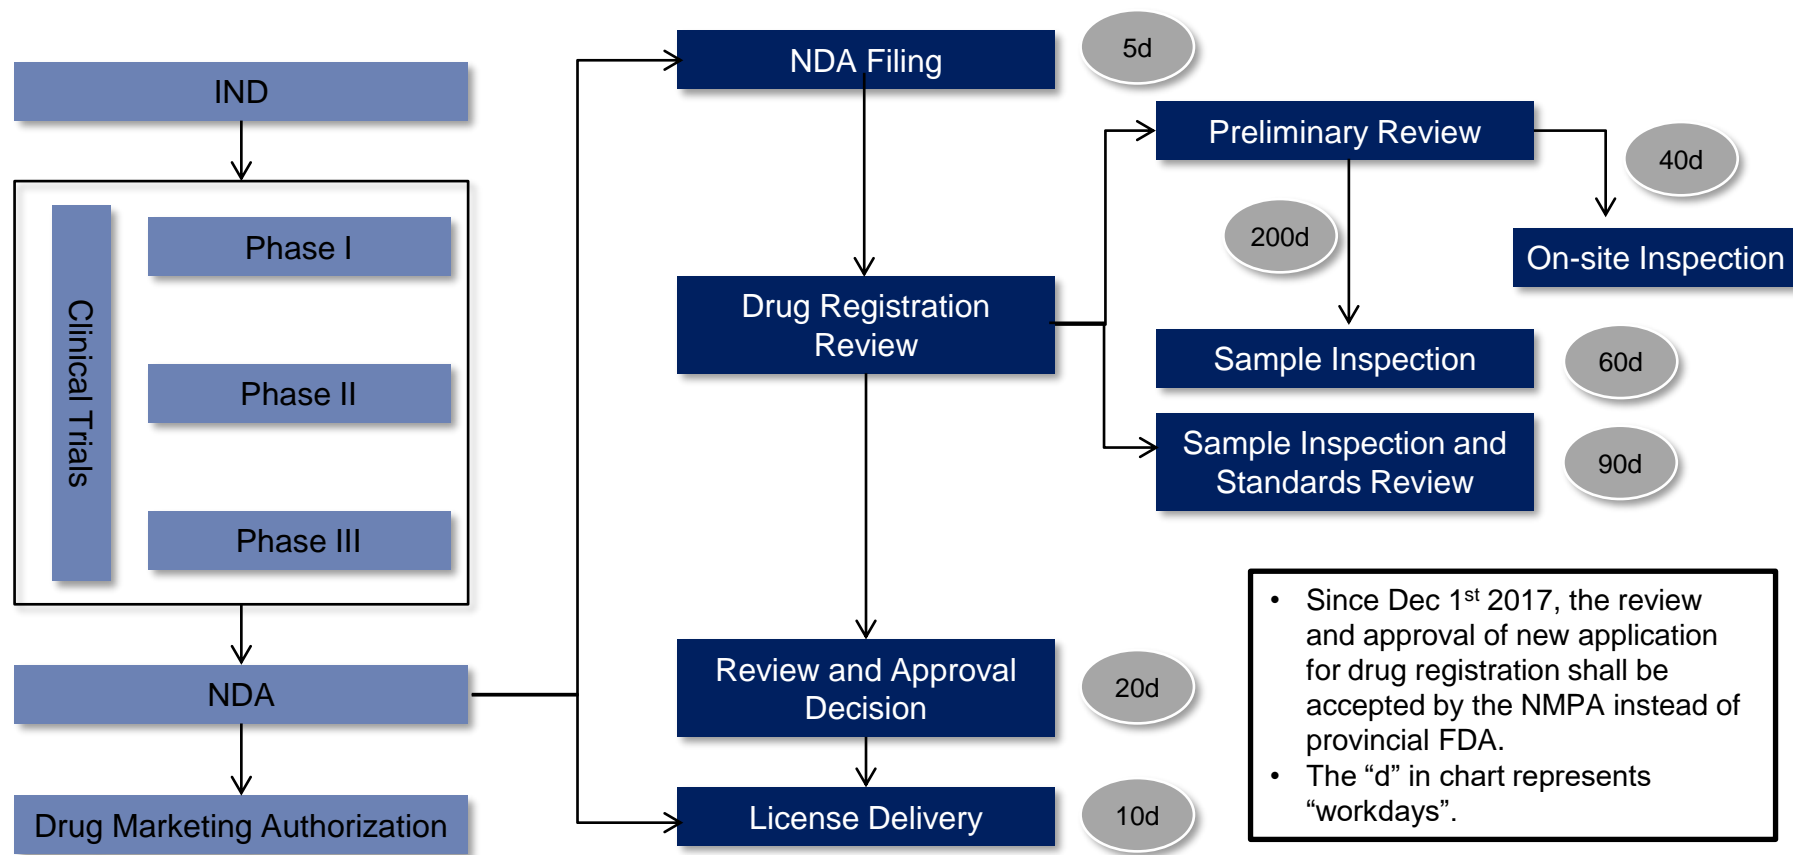 IND
Clinical Trials
Phase I
Phase II
Phase III
NDA
Drug Marketing Authorization
NDA Filing
5d
Drug Registration
Review
Review and Approval
Decision
20d
License Delivery
10d
Preliminary Review
40d
200d
On-site Inspection
Sample Inspection
60d
Sample Inspection and
Standards Review
90d
• Since Dec 1st 2017, the review
and approval of new application
for drug registration shall be
accepted by the NMPA instead of
provincial FDA.
• The “d” in chart represents
“workdays”.